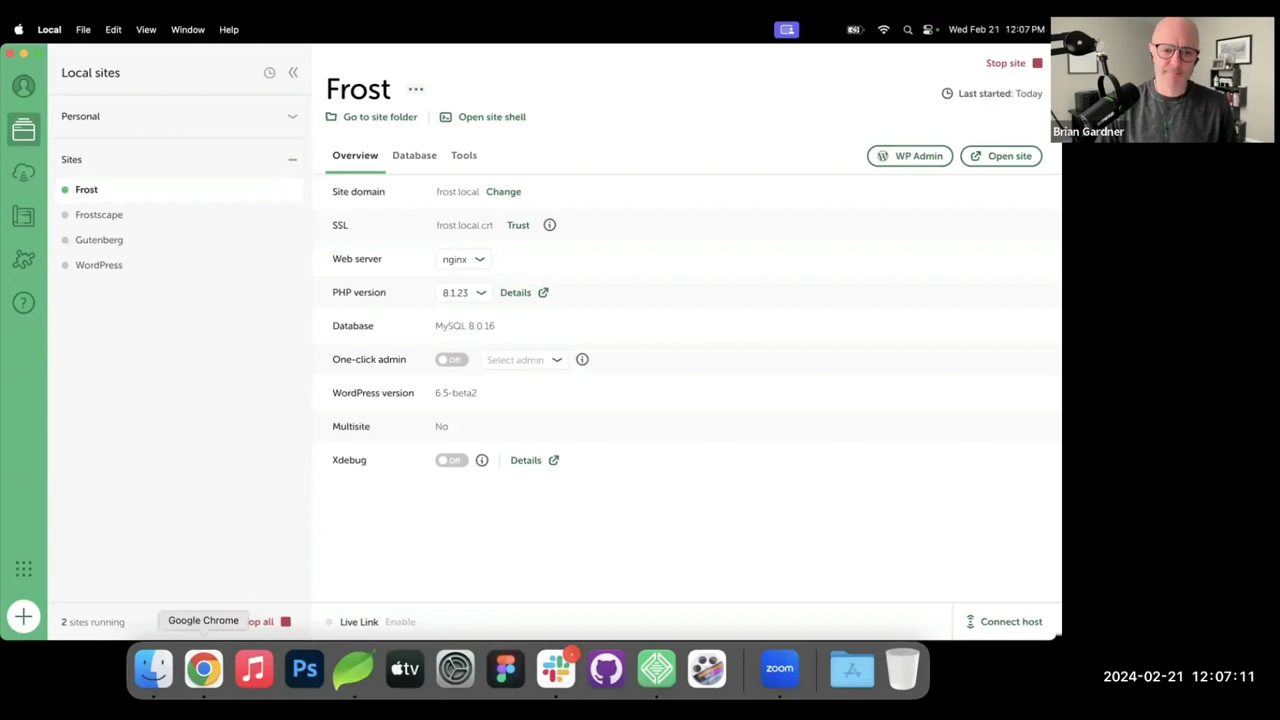 Local File Edit View Window Help
Wed Feb 21 12:07 PM
Local sites
Personal
Sites
Frost
Frostscape
Gutenberg
WordPress
2 sites running
op all
Google Chrome
Frost
Stop site
Last started: Today
Go to site folder
Open site shell
Overview Database Tools
WP Admin
Open site
Site domain frost.local Change
SSL frost.local.crt Trust
Web server nginx
PHP version 8.1.23 Details
Database MySQL 8.0.16
One-click admin Off Select admin
WordPress version 6.5-beta2
Multisite No
Xdebug Off Details
Live Link Enable
Connect host
Ps
tv
zoom
Brian Gardner
2024-02-21 12:07:11